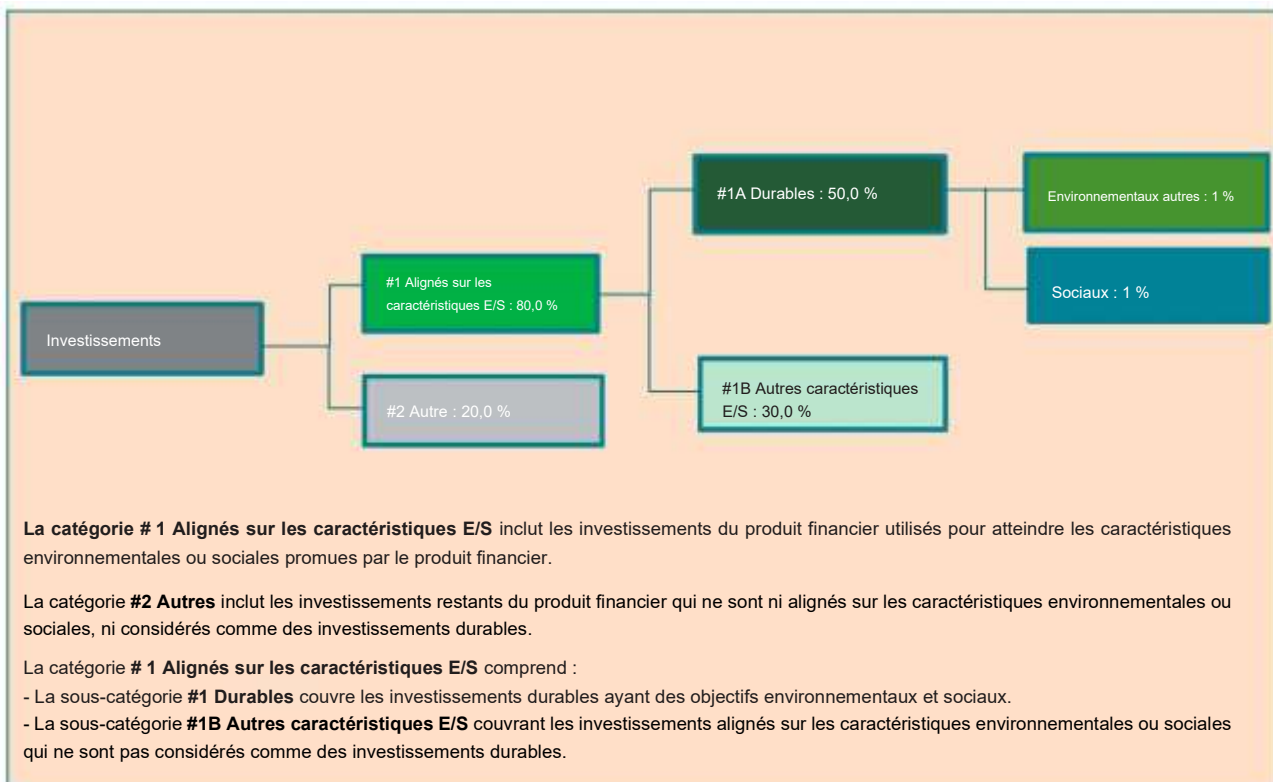 #1A Durables : 50,0 %
Environnementaux autres : 1 %
#1 Alignés sur les
caractéristiques E/S : 80,0 %
Sociaux : 1 %
Investissements
#1B Autres caractéristiques
E/S : 30,0 %
#2 Autre : 20,0 %
La catégorie # 1 Alignés sur les caractéristiques E/S inclut les investissements du produit financier utilisés pour atteindre les caractéristiques
environnementales ou sociales promues par le produit financier.
La catégorie #2 Autres inclut les investissements restants du produit financier qui ne sont ni alignés sur les caractéristiques environnementales ou
sociales, ni considérés comme des investissements durables.
La catégorie # 1 Alignés sur les caractéristiques E/S comprend :
- La sous-catégorie #1 Durables couvre les investissements durables ayant des objectifs environnementaux et sociaux.
- La sous-catégorie #1B Autres caractéristiques E/S couvrant les investissements alignés sur les caractéristiques environnementales ou sociales
qui ne sont pas considérés comme des investissements durables.